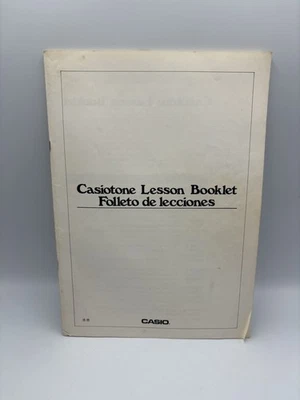 Casiotone Lesson Booklet
Folleto de lecciones
CASIO